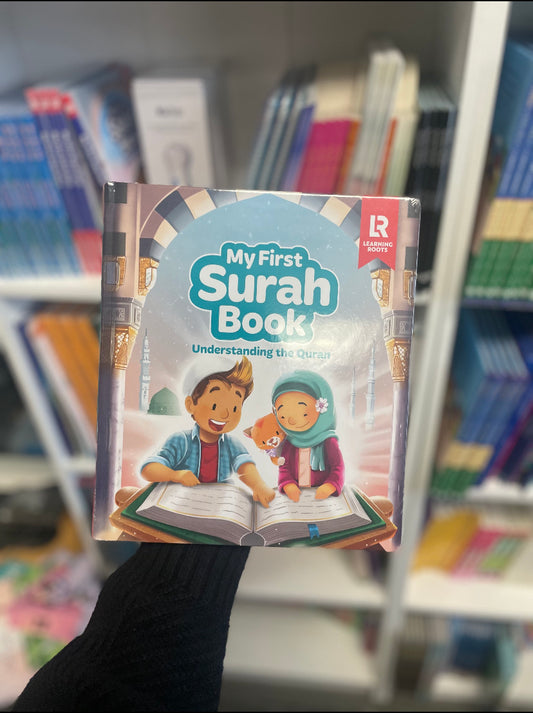 LR
LEARNING
ROOTS
My First
Surah
Book
Understanding the Quran